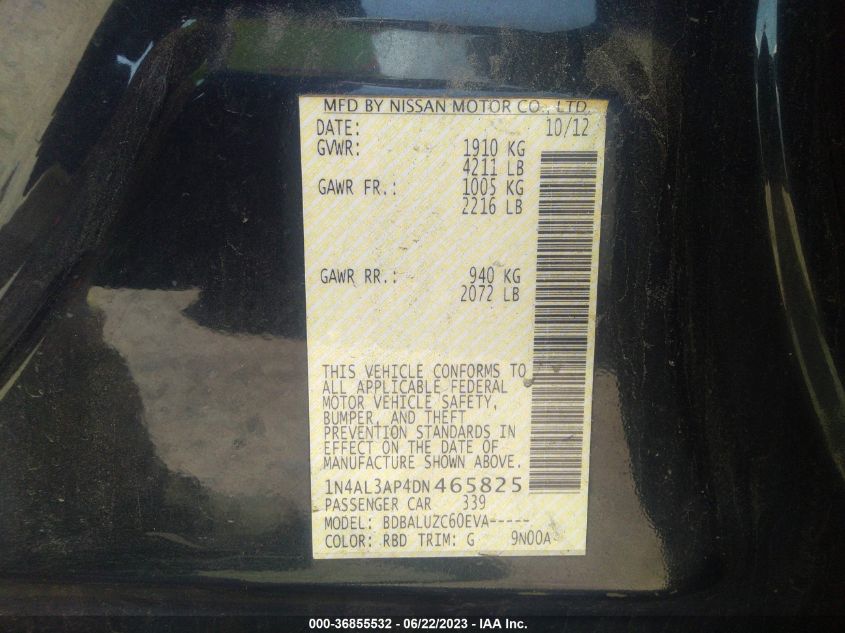 MFD BY NISSAN MOTOR CO., LTD.
DATE: 10/12
GVWR: 1910 KG
4211 LB
GAWR FR.: 1005 KG
2216 LB
GAWR RR.: 940 KG
2072 LB
THIS VEHICLE CONFORMS TO
ALL APPLICABLE FEDERAL
MOTOR VEHICLE SAFETY,
BUMPER, AND THEFT
PREVENTION STANDARDS IN
EFFECT ON THE DATE OF
MANUFACTURE SHOWN ABOVE.
1N4AL3AP4DN465825
PASSENGER CAR 339
MODEL: BDBALUZC60EVA-----
COLOR: RBD TRIM: G 9N00A
000-36855532 - 06/22/2023 - IAA Inc.